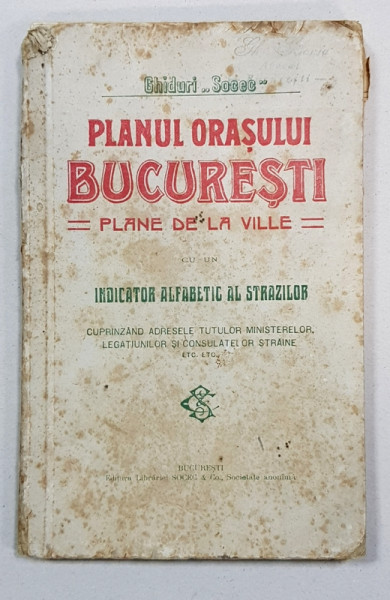 Ghiduri „Socec”
PLANUL ORAȘULUI
BUCUREȘTI
PLANE DE LA VILLE
CU UN
INDICATOR ALFABETIC AL STRAZILOR
CUPRINZÂND ADRESELE TUTULOR MINISTERELOR,
LEGAȚIUNILOR ȘI CONSULATELOR STRĂINE
ETC. ETC.
BUCUREȘTI
Editura Librăriei SOCEC & Co., Societate anonimă